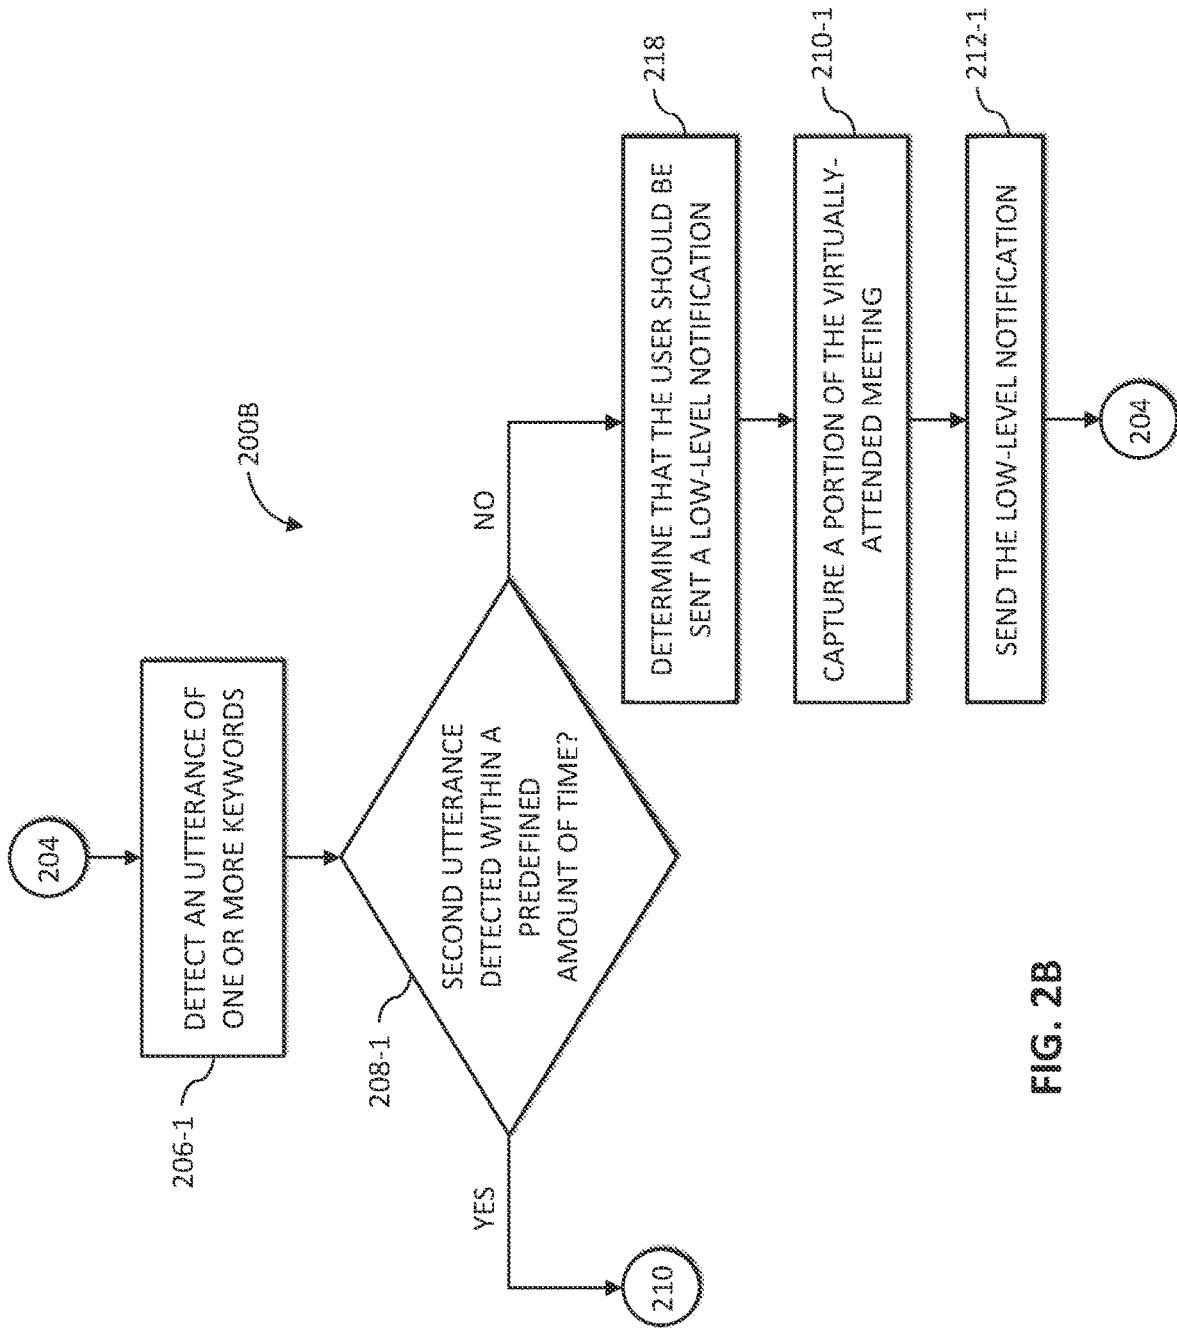 200B
204
DETECT AN UTTERANCE OF
ONE OR MORE KEYWORDS
206-1
SECOND UTTERANCE
DETECTED WITHIN A
PREDEFINED
AMOUNT OF TIME?
208-1
YES
210
NO
DETERMINE THAT THE USER SHOULD BE
SENT A LOW-LEVEL NOTIFICATION
218
CAPTURE A PORTION OF THE VIRTUALLY-
ATTENDED MEETING
210-1
SEND THE LOW-LEVEL NOTIFICATION
212-1
204
FIG. 2B